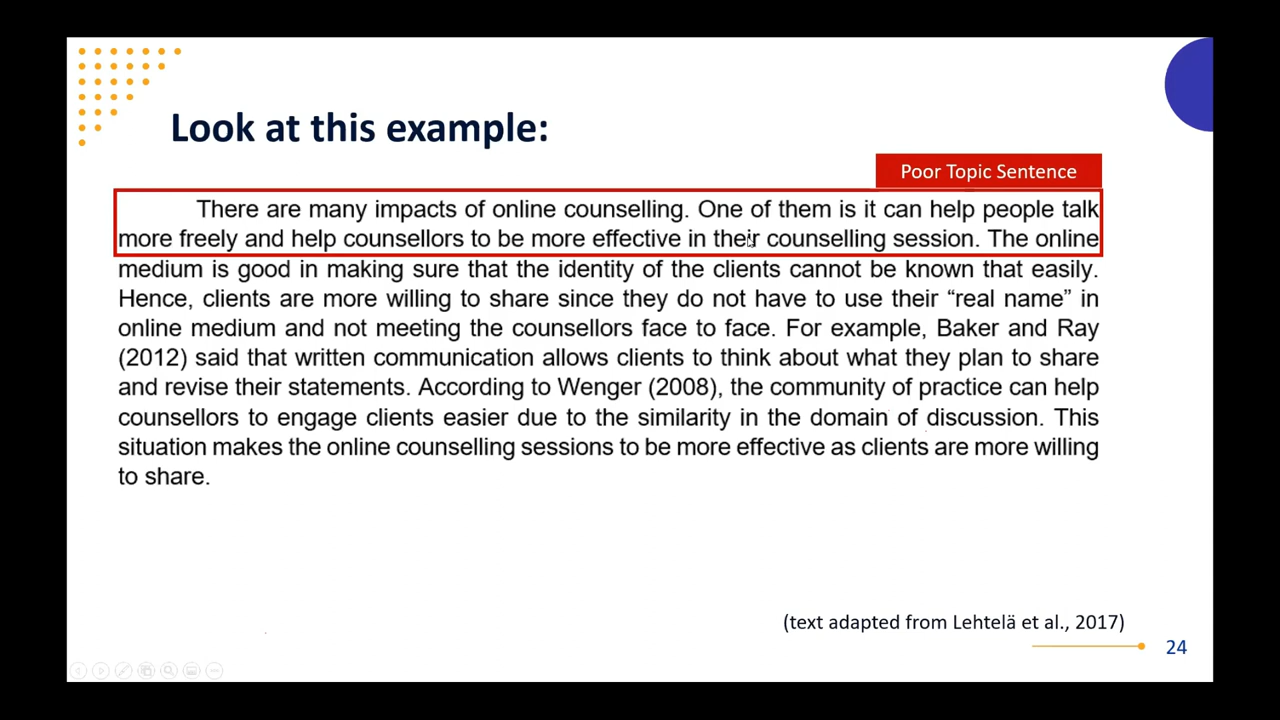 Look at this example:
Poor Topic Sentence
There are many impacts of online counselling. One of them is it can help people talk
more freely and help counsellors to be more effective in their counselling session. The online
medium is good in making sure that the identity of the clients cannot be known that easily.
Hence, clients are more willing to share since they do not have to use their “real name” in
online medium and not meeting the counsellors face to face. For example, Baker and Ray
(2012) said that written communication allows clients to think about what they plan to share
and revise their statements. According to Wenger (2008), the community of practice can help
counsellors to engage clients easier due to the similarity in the domain of discussion. This
situation makes the online counselling sessions to be more effective as clients are more willing
to share.
(text adapted from Lehtelä et al., 2017)
24